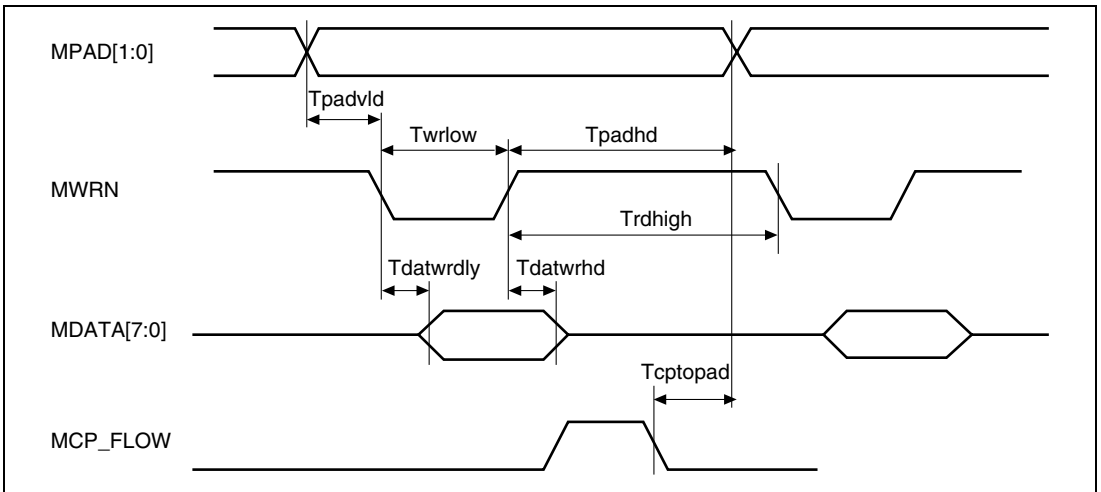 MPAD[1:0]
Tpadvld
Twrlow
Tpadhd
MWRN
Trdhigh
Tdatwrdly
Tdatwrhd
MDATA[7:0]
Tcptopad
MCP_FLOW